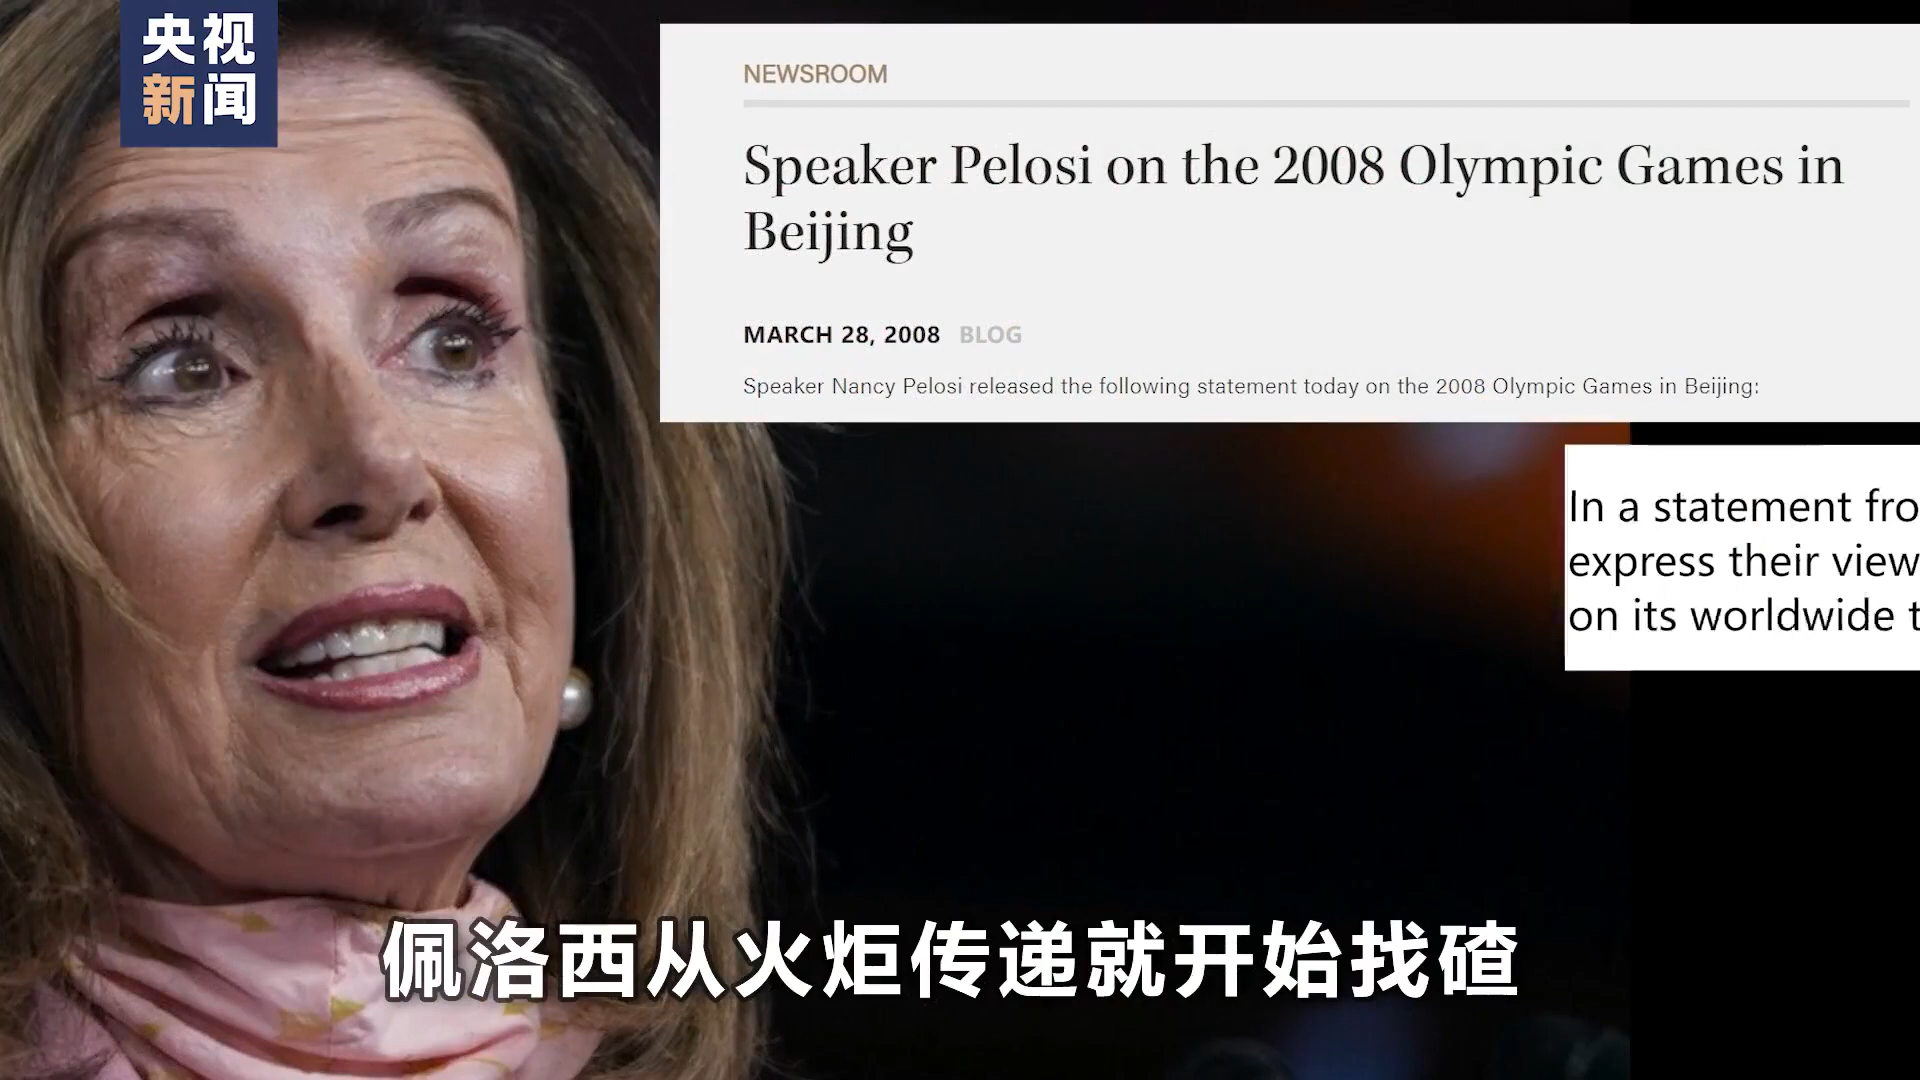 央视
新闻
NEWSROOM
Speaker Pelosi on the 2008 Olympic Games in
Beijing
MARCH 28, 2008 BLOG
Speaker Nancy Pelosi released the following statement today on the 2008 Olympic Games in Beijing:
In a statement fro
express their view
on its worldwide t
佩洛西从火炬传递就开始找碴